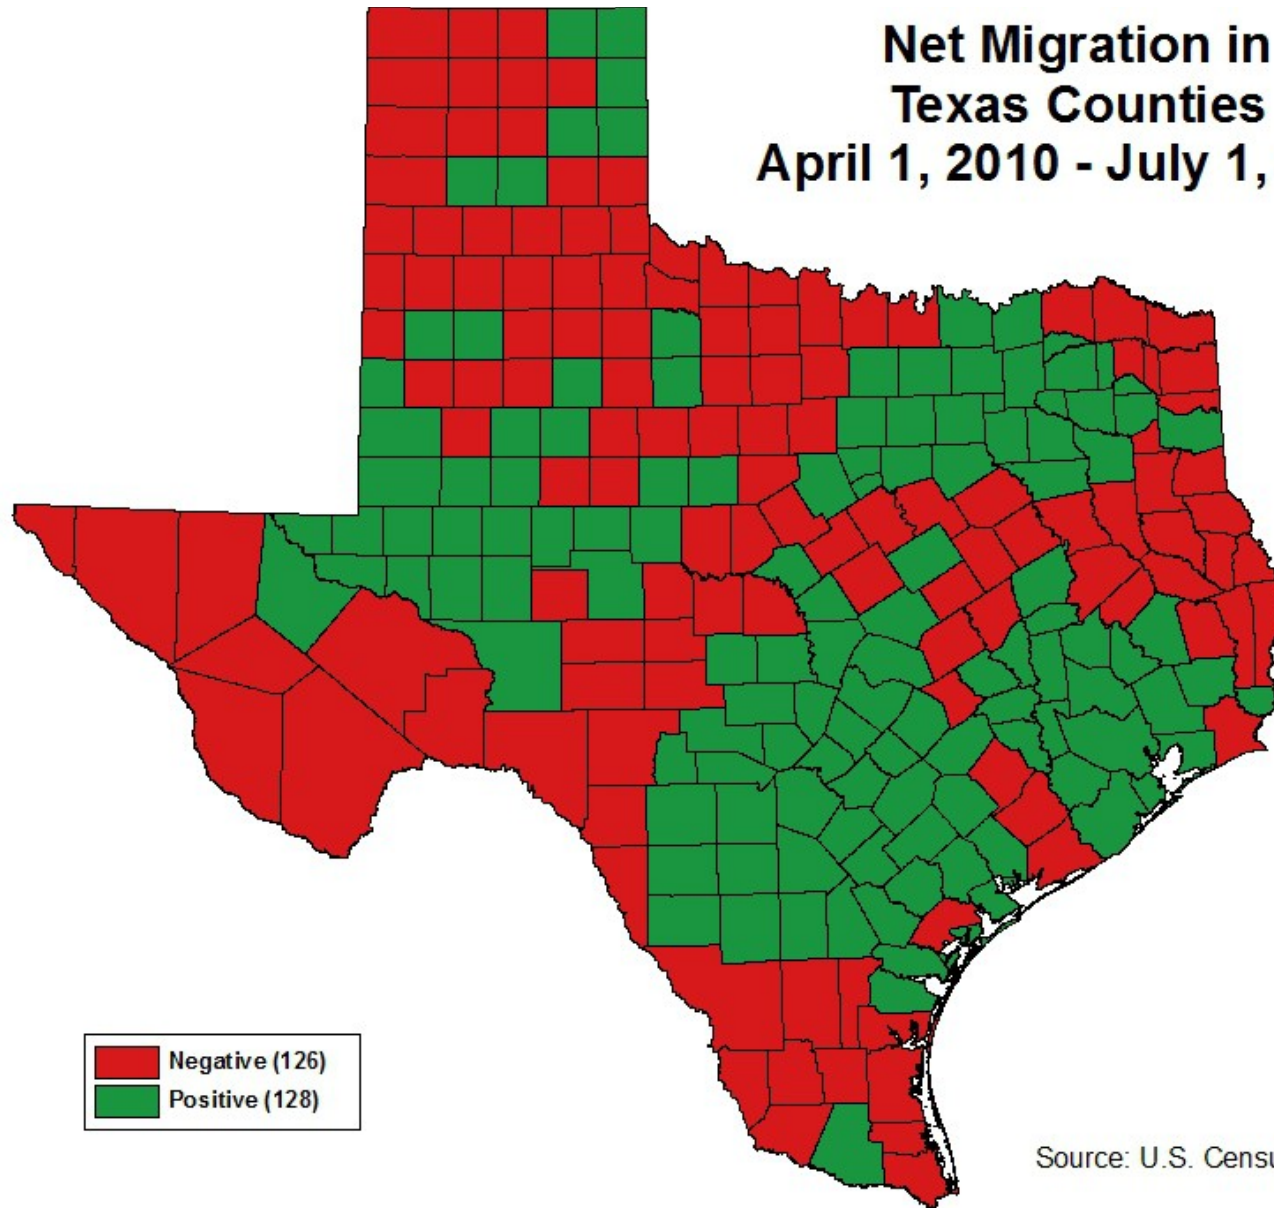 Net Migration in
Texas Counties
April 1, 2010 - July 1,
Negative (126)
Positive (128)
Source: U.S.